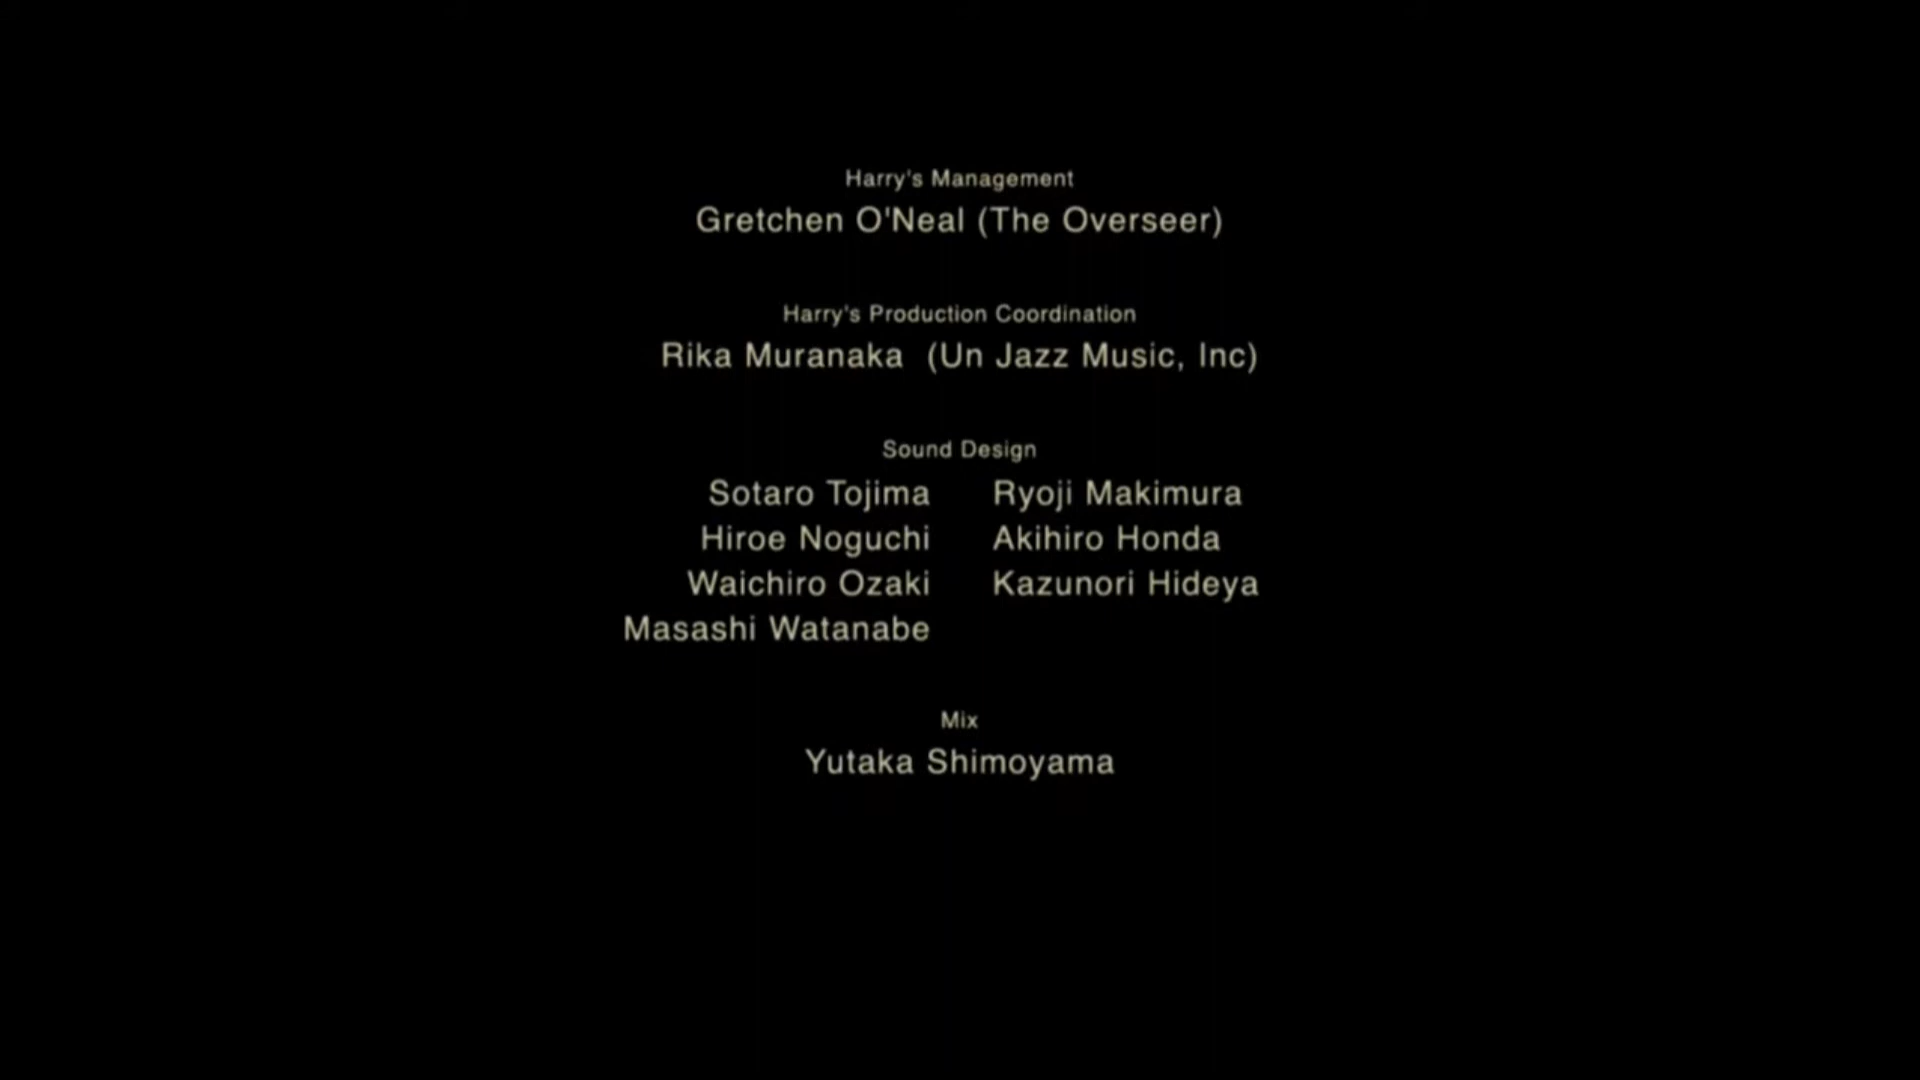 Harry's Management
Gretchen O'Neal (The Overseer)
Harry's Production Coordination
Rika Muranaka (Un Jazz Music, Inc)
Sound Design
Sotaro Tojima Ryoji Makimura
Hiroe Noguchi Akihiro Honda
Waichiro Ozaki Kazunori Hideya
Masashi Watanabe
Mix
Yutaka Shimoyama